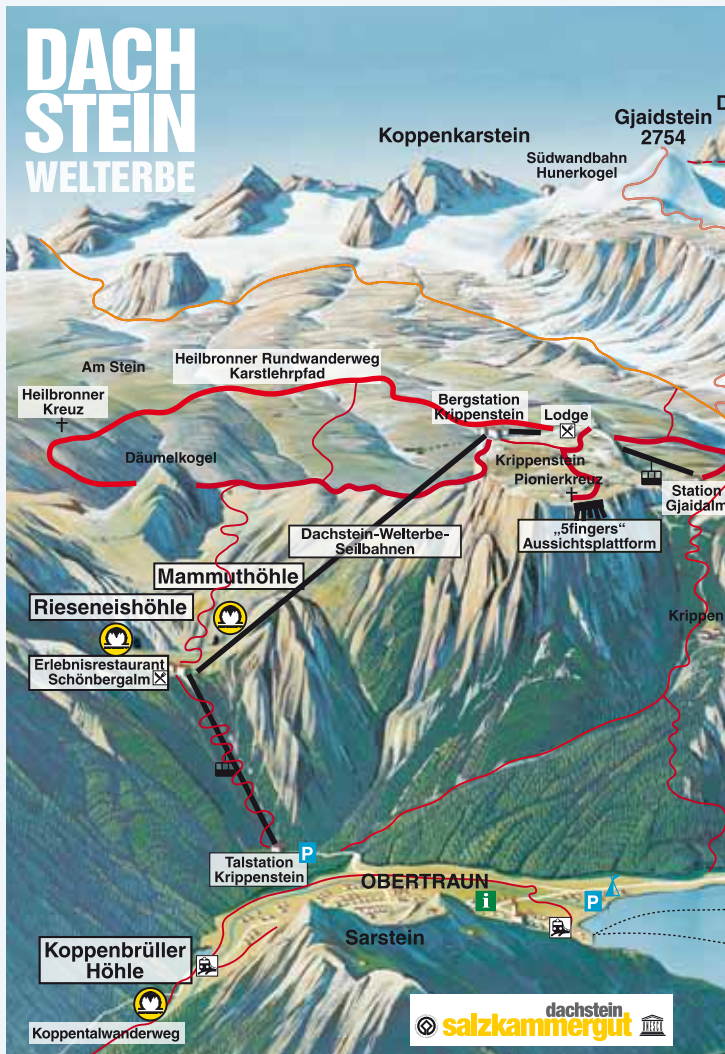 DACH
STEIN
WELTERBE
D
Gjaidstein
2754
Koppenkarstein
Südwandbahn
Hunerkogel
Am Stein
Heilbronner Rundwanderweg
Karstlehrpfad
Heilbronner
Kreuz
Bergstation
Krippenstein
Lodge
Däumelkogel
Krippenstein
Pionierkreuz
Station
Gjaidalm
Dachstein-Welterbe-
Seilbahnen
„5fingers“
Aussichtsplattform
Mammuthöhle
Rieseneishöhle
Krippen
Erlebnisrestaurant
Schönbergalm
P
Talstation
Krippenstein
OBERTRAUN
i
P
Sarstein
Koppenbrüller
Höhle
Koppentalwanderweg
dachstein
salzkammergut
UNESCO